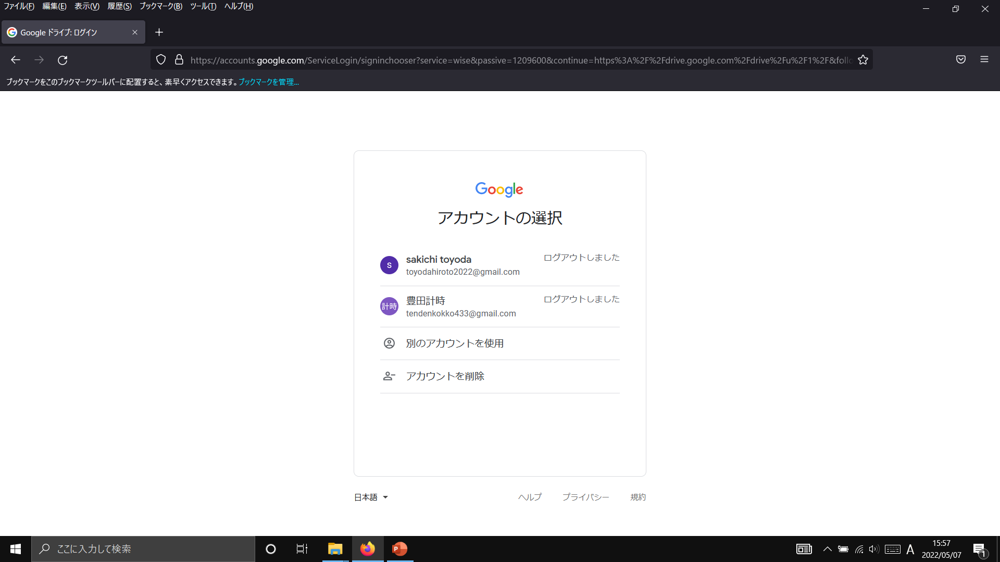 ファイル(F) 編集(E) 表示(V) 履歴(S) ブックマーク(B) ツール(T) ヘルプ(H)
Google ドライブ: ログイン
https://accounts.google.com/ServiceLogin/signinchooser?service=wise&passive=1209600&continue=https%3A%2F%2Fdrive.google.com%2Fdrive%2Fu%2F1%2F&follo
ブックマークをこのブックマークツールバーに配置すると、素早くアクセスできます。ブックマークを管理...
Google
アカウントの選択
s
sakichi toyoda
ログアウトしました
toyodahiroto2022@gmail.com
計時
豊田計時
ログアウトしました
tendenkokko433@gmail.com
別のアカウントを使用
アカウントを削除
日本語
ヘルプ
プライバシー
規約
ここに入力して検索
P
A
15:57
2022/05/07
1